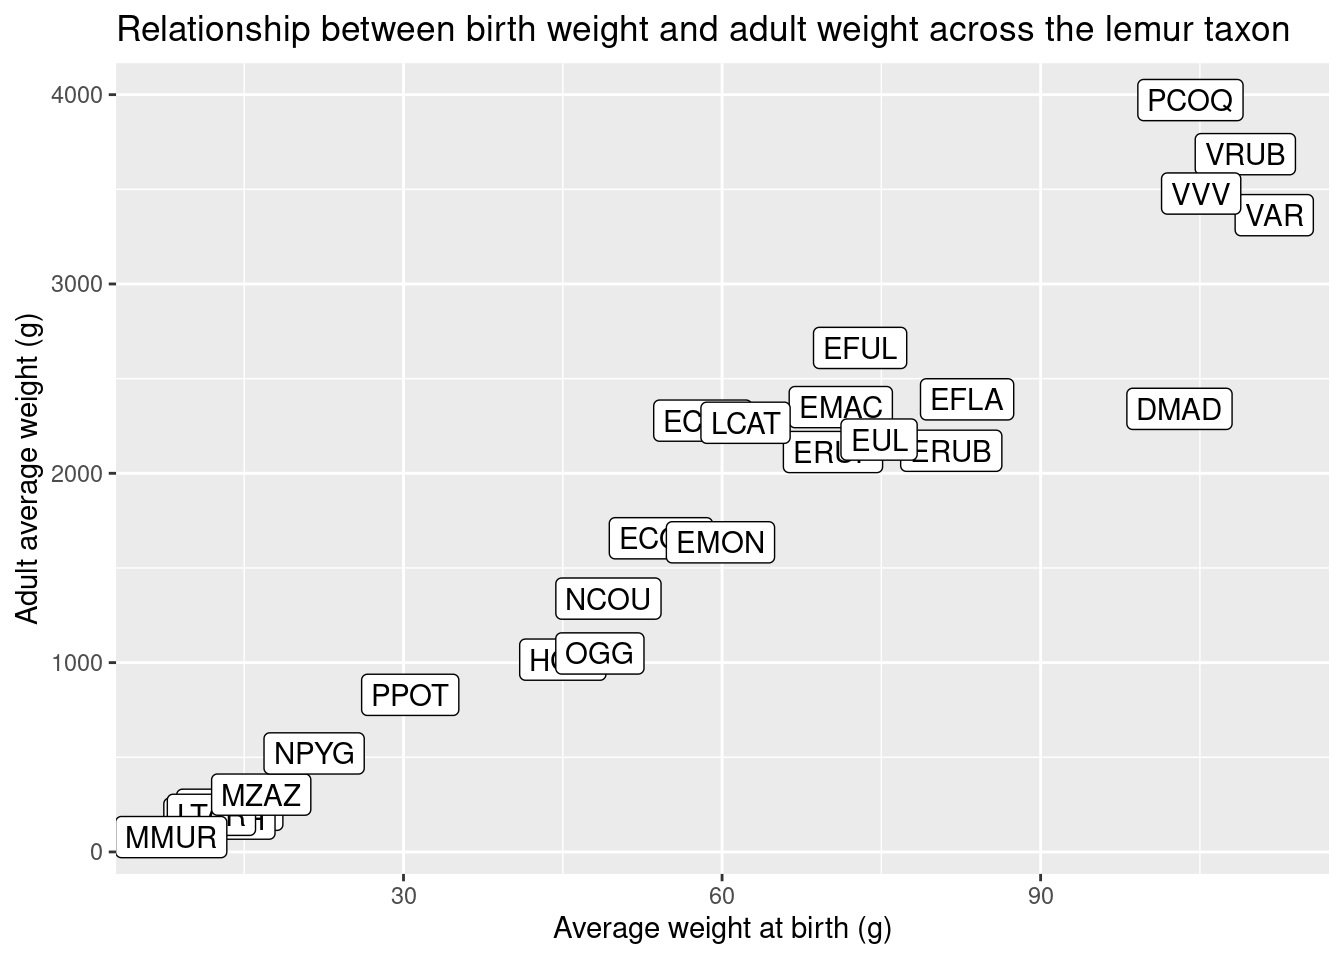 Relationship between birth weight and adult weight across the lemur taxon
Adult average weight (g)
4000
3000
2000
1000
0
PCOQ
VRUB
VVV
VAR
EFUL
EFLA
EMAC
DMAD
LCAT
EUL
ERUB
EMON
NCOU
OGG
PPOT
NPYG
MZAZ
MMUR
30
60
90
Average weight at birth (g)